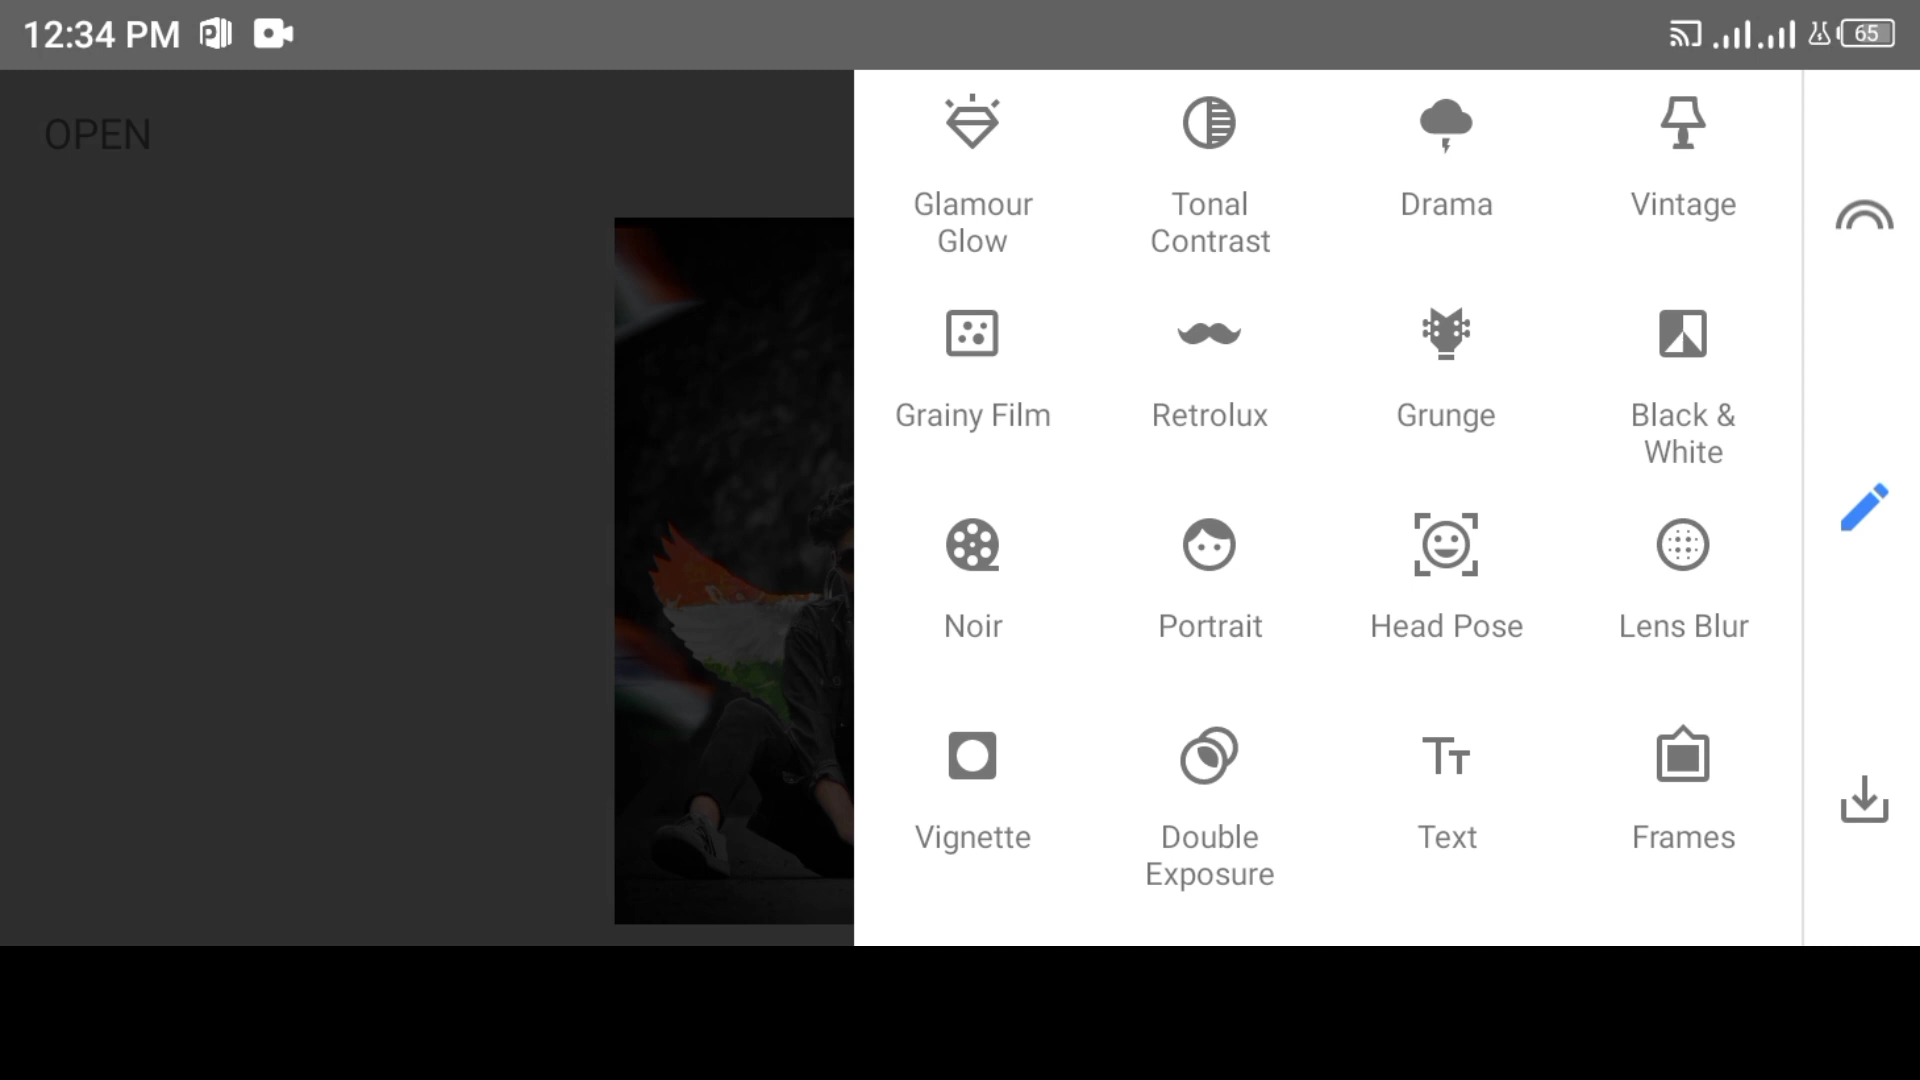 12:34 PM
65
OPEN
Glamour
Glow
Tonal
Contrast
Drama
Vintage
Grainy Film
Retrolux
Grunge
Black &
White
Noir
Portrait
Head Pose
Lens Blur
Vignette
Double
Exposure
Text
Frames